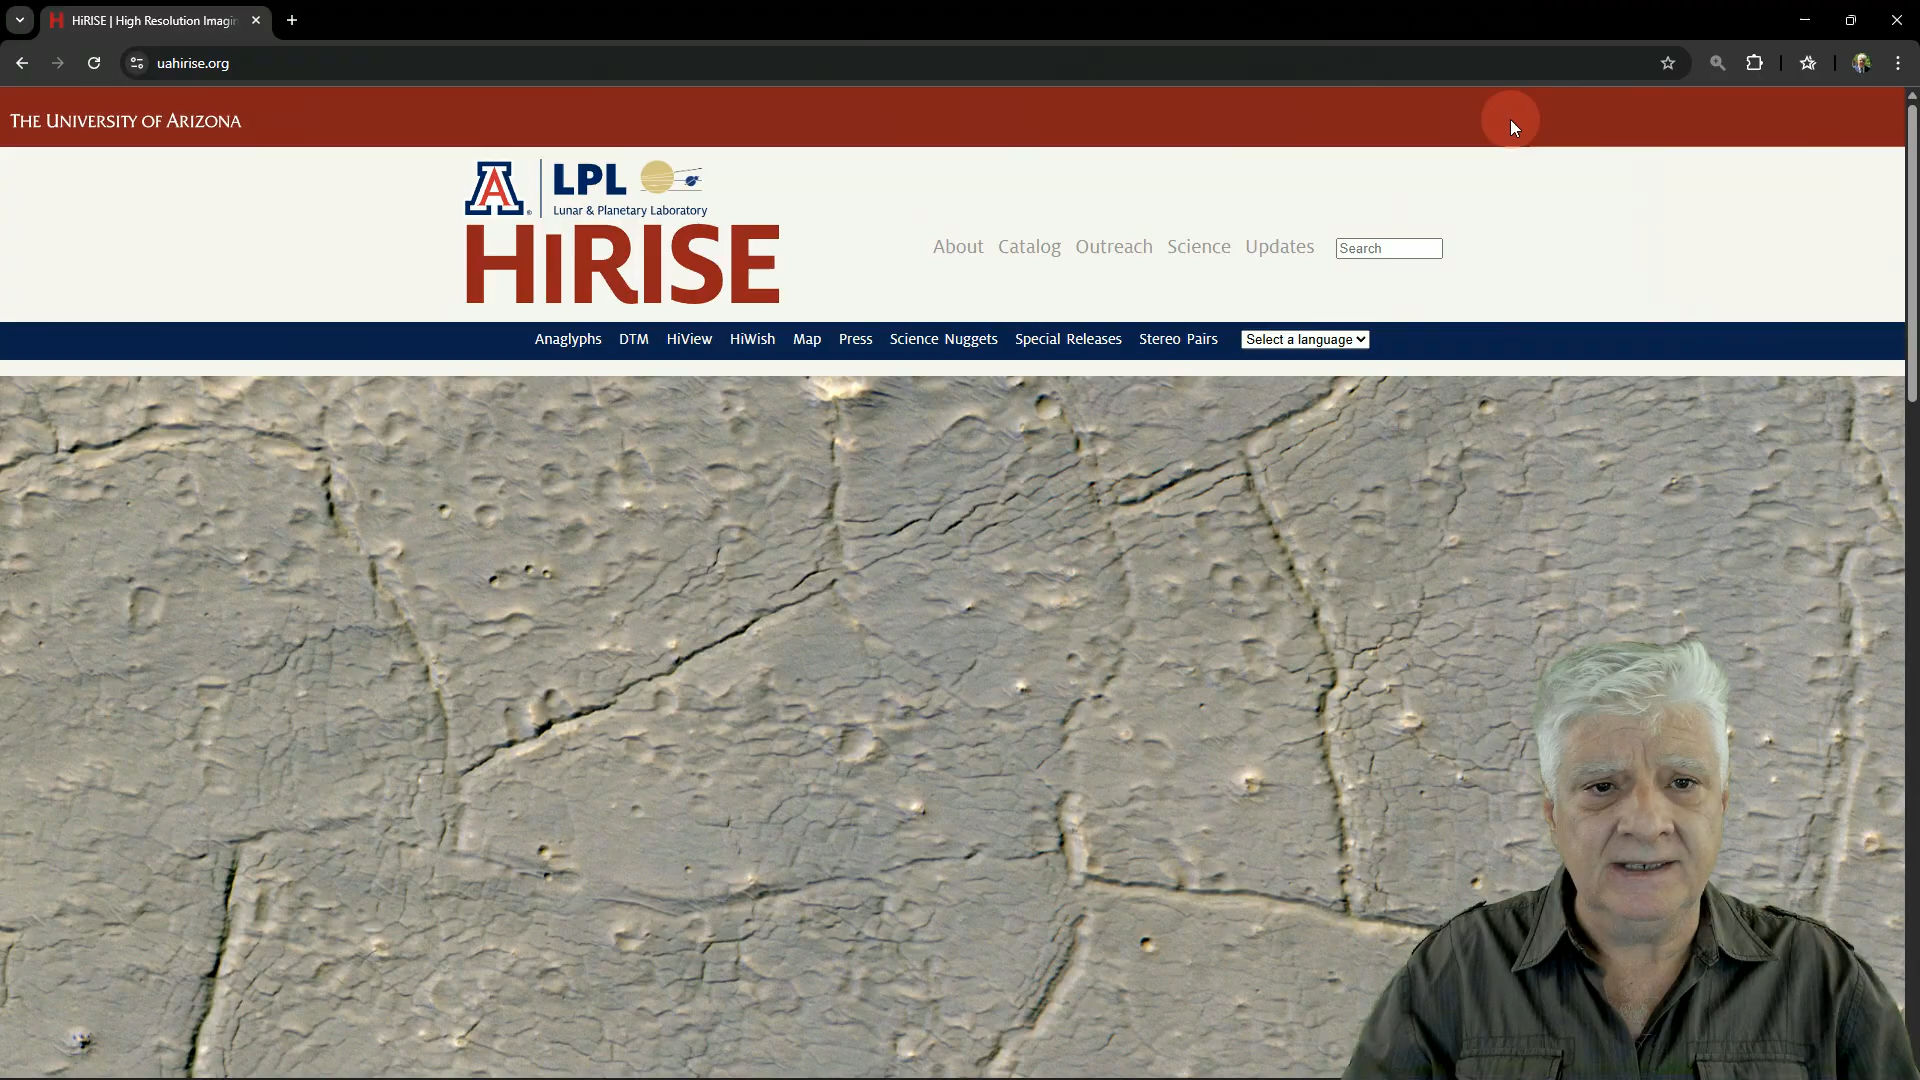 HiRISE | High Resolution Imagin
uahirise.org
THE UNIVERSITY OF ARIZONA
A
LPL
Lunar & Planetary Laboratory
HiRISE
About Catalog Outreach Science Updates Search
Anaglyphs DTM HiView HiWish Map Press Science Nuggets Special Releases Stereo Pairs Select a language